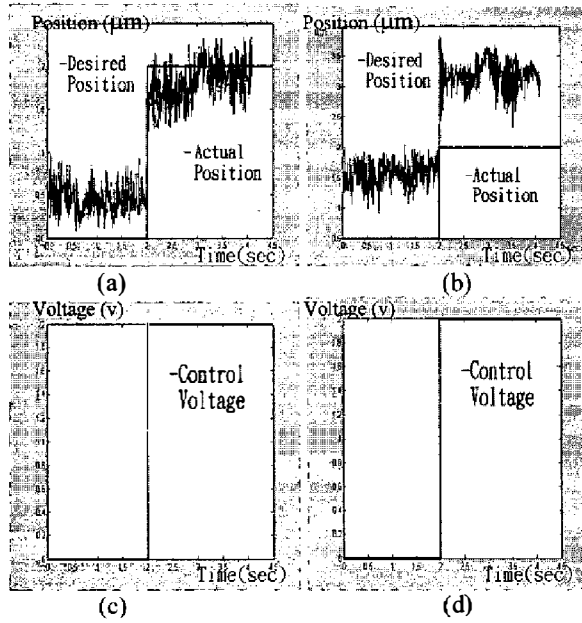 Position (μm)
-Desired
Position
-Actual
Position
Time(sec)
(a)
Position (μm)
-Desired
Position
-Actual
Position
Time(sec)
(b)
Voltage (v)
-Control
Voltage
Time(sec)
(c)
Voltage (v)
-Control
Voltage
Time(sec)
(d)